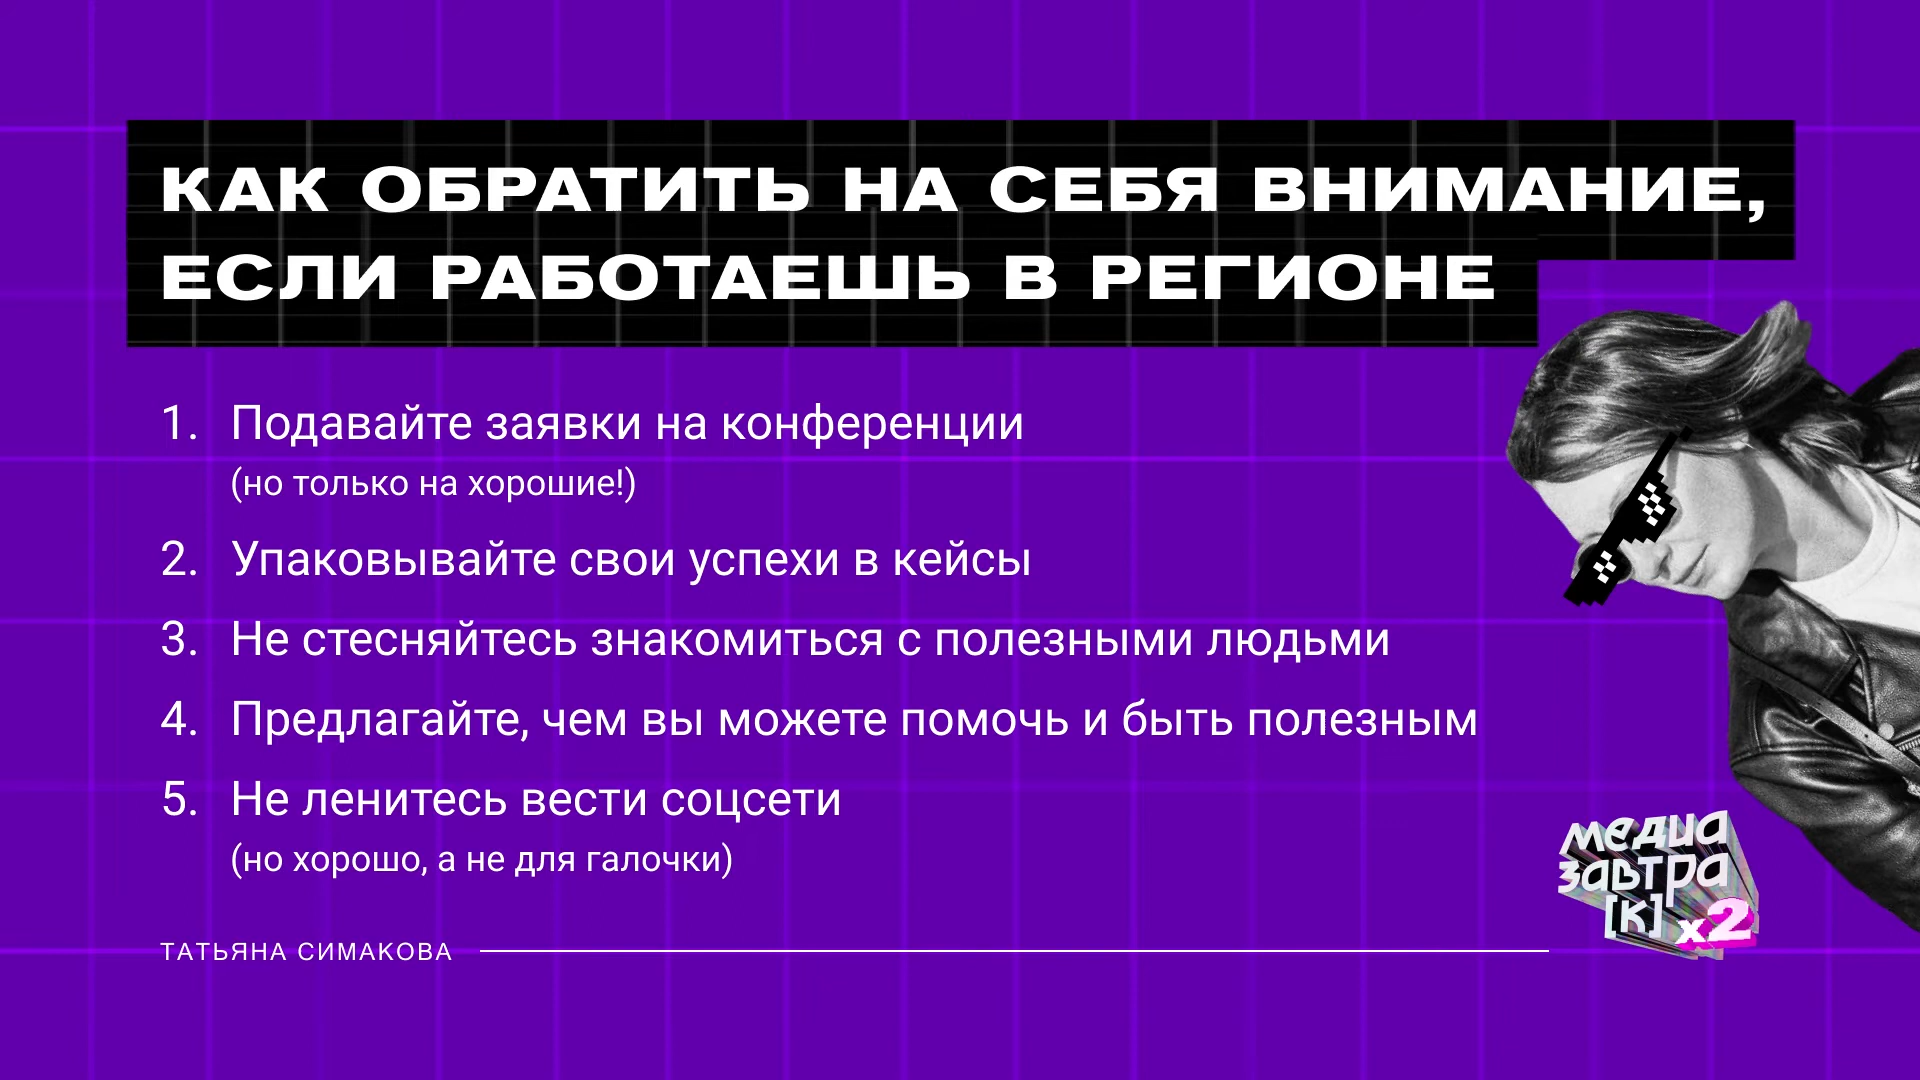 КАК ОБРАТИТЬ НА СЕБЯ ВНИМАНИЕ,
ЕСЛИ РАБОТАЕШЬ В РЕГИОНЕ
1. Подавайте заявки на конференции
(но только на хорошие!)
2. Упаковывайте свои успехи в кейсы
3. Не стесняйтесь знакомиться с полезными людьми
4. Предлагайте, чем вы можете помочь и быть полезным
5. Не ленитесь вести соцсети
(но хорошо, а не для галочки)
ТАТЬЯНА СИМАКОВА
медиа
завтра
[к] х2